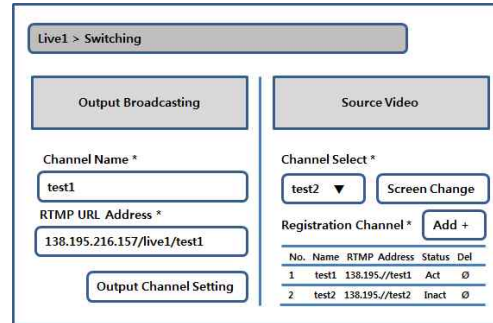 Live1 > Switching
Output Broadcasting
Channel Name *
test1
RTMP URL Address *
138.195.216.157/live1/test1
Output Channel Setting
Source Video
Channel Select *
test2 ▼ Screen Change
Registration Channel * Add +
No. Name RTMP Address Status Del
1 test1 138.195.//test1 Act Ø
2 test2 138.195.//test2 Inact Ø